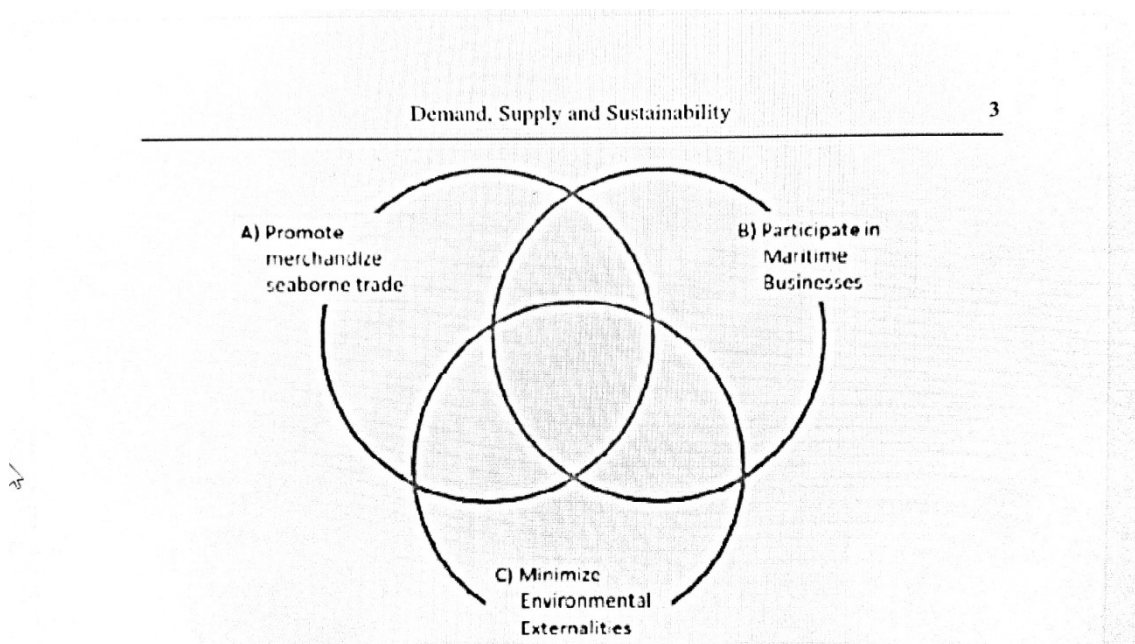 Demand, Supply and Sustainability 3
A) Promote
merchandize
seaborne trade
B) Participate in
Maritime
Businesses
C) Minimize
Environmental
Externalities